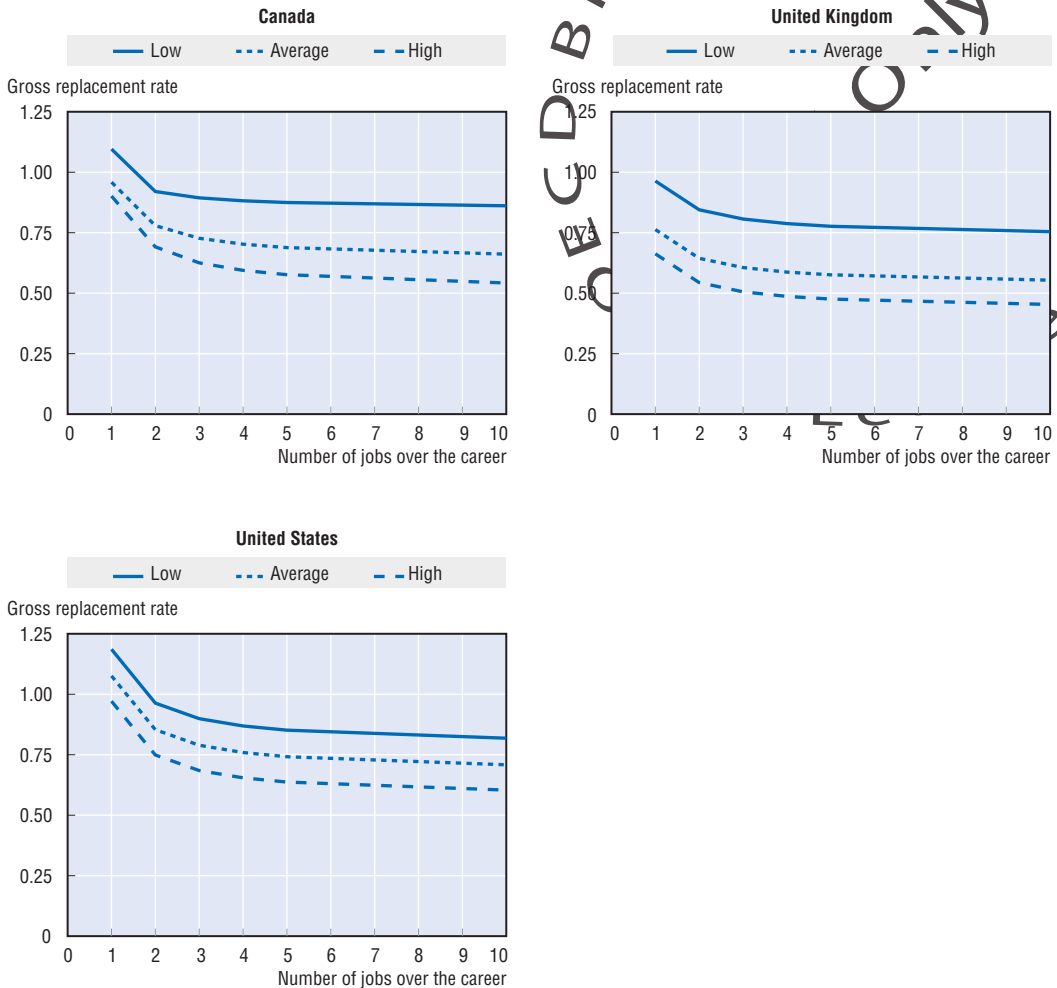 Canada
Low Average High
Gross replacement rate
1.25
1.00
0.75
0.50
0.25
0
0 1 2 3 4 5 6 7 8 9 10
Number of jobs over the career
United Kingdom
Low Average High
Gross replacement rate
1.25
1.00
0.75
0.50
0.25
0
0 1 2 3 4 5 6 7 8 9 10
Number of jobs over the career
O E C D B
Only
United States
Low Average High
Gross replacement rate
1.25
1.00
0.75
0.50
0.25
0
0 1 2 3 4 5 6 7 8 9 10
Number of jobs over the career